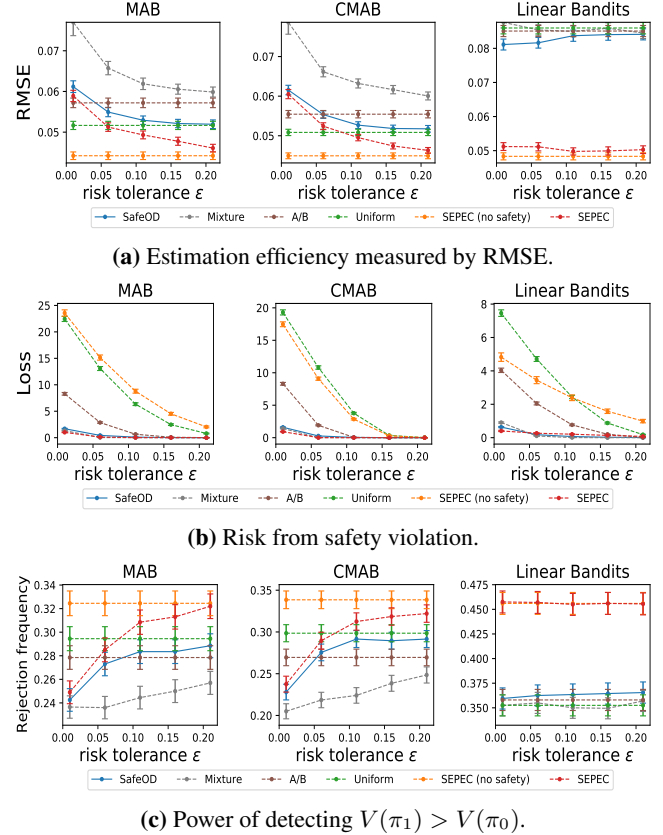 MAB CMAB Linear Bandits
RMSE
0.07 0.07 0.08
0.06 0.06 0.07
0.05 0.05 0.06
0.05
0.00 0.05 0.10 0.15 0.20 0.00 0.05 0.10 0.15 0.20 0.00 0.05 0.10 0.15 0.20
risk tolerance ε risk tolerance ε risk tolerance ε
SafeOD Mixture A/B Uniform SEPEC (no safety) SEPEC
(a) Estimation efficiency measured by RMSE.
MAB CMAB Linear Bandits
Loss
25 20 8
20 15 6
15 10 4
10 5 2
5 0 0
0
0.00 0.05 0.10 0.15 0.20 0.00 0.05 0.10 0.15 0.20 0.00 0.05 0.10 0.15 0.20
risk tolerance ε risk tolerance ε risk tolerance ε
SafeOD Mixture A/B Uniform SEPEC (no safety) SEPEC
(b) Risk from safety violation.
MAB CMAB Linear Bandits
Rejection frequency
0.34 0.35 0.475
0.32 0.30 0.450
0.30 0.25 0.425
0.28 0.20 0.400
0.26 0.375
0.24 0.350
0.00 0.05 0.10 0.15 0.20 0.00 0.05 0.10 0.15 0.20 0.00 0.05 0.10 0.15 0.20
risk tolerance ε risk tolerance ε risk tolerance ε
SafeOD Mixture A/B Uniform SEPEC (no safety) SEPEC
(c) Power of detecting V(π₁) > V(π₀).